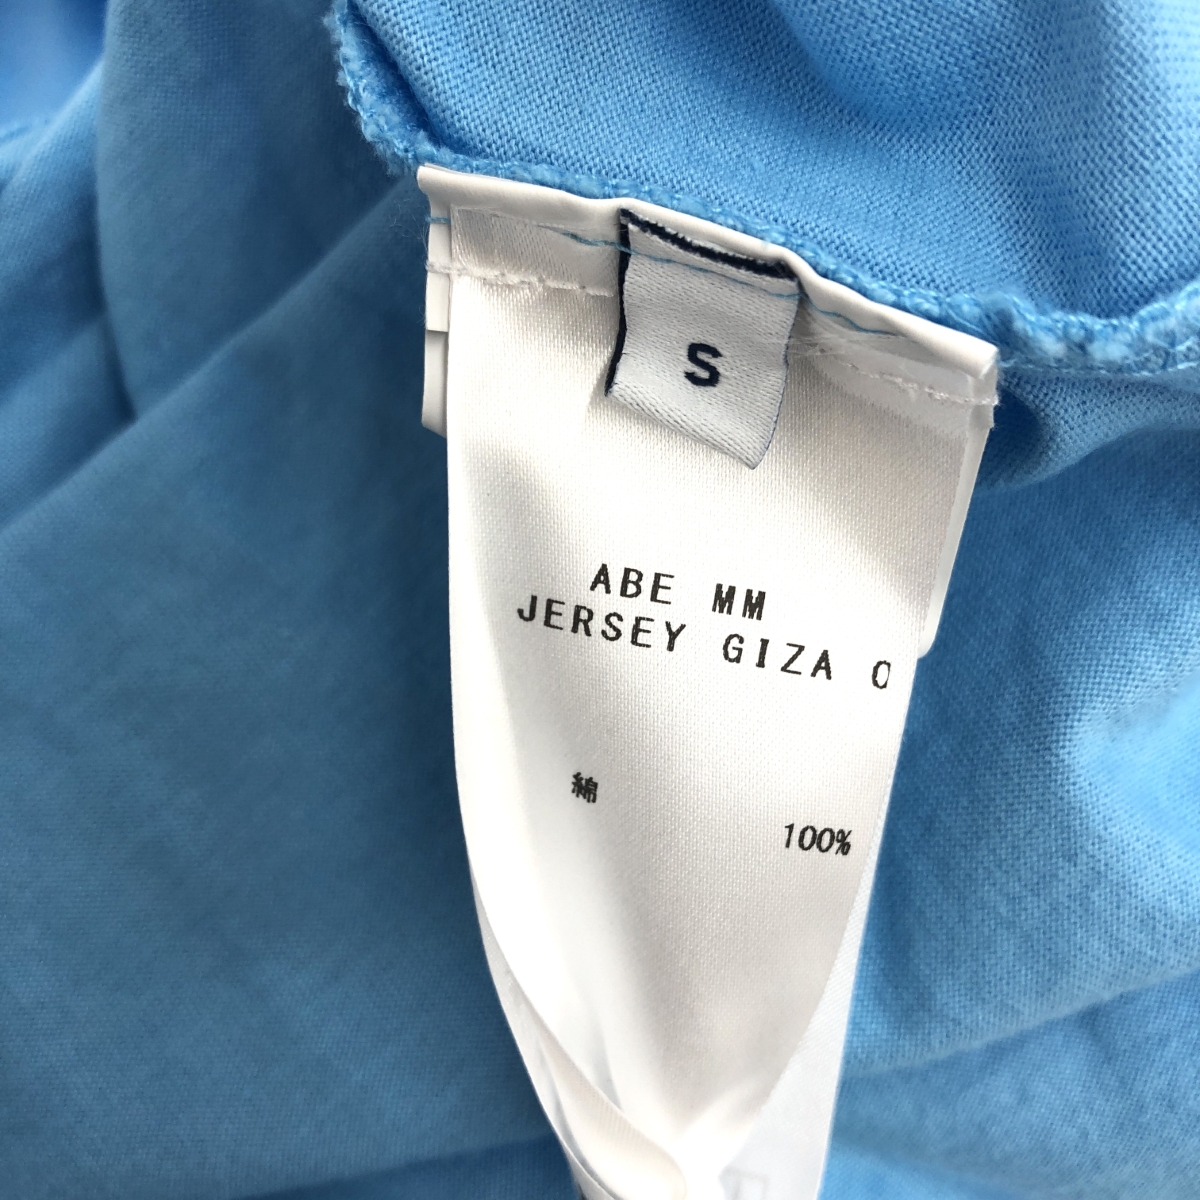 S
ABE MM
JERSEY GIZA C
綿
100%